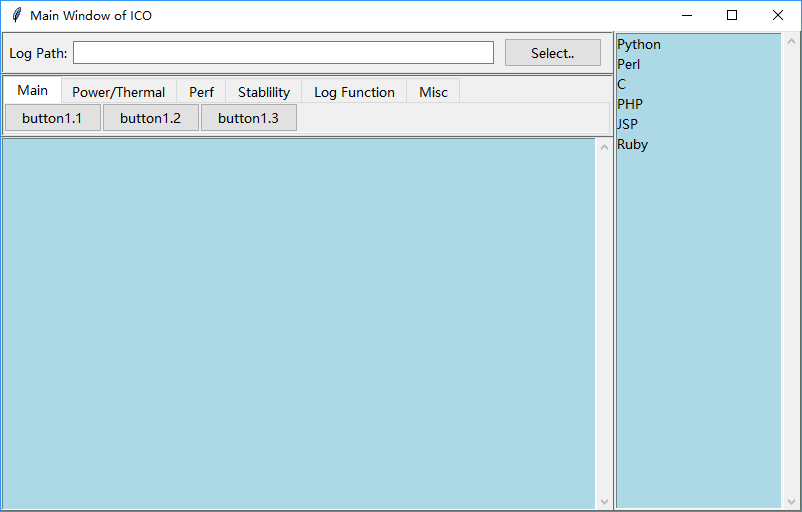 Main Window of ICO
Log Path: Select..
Main Power/Thermal Perf Stablility Log Function Misc
button1.1 button1.2 button1.3
Python
Perl
C
PHP
JSP
Ruby